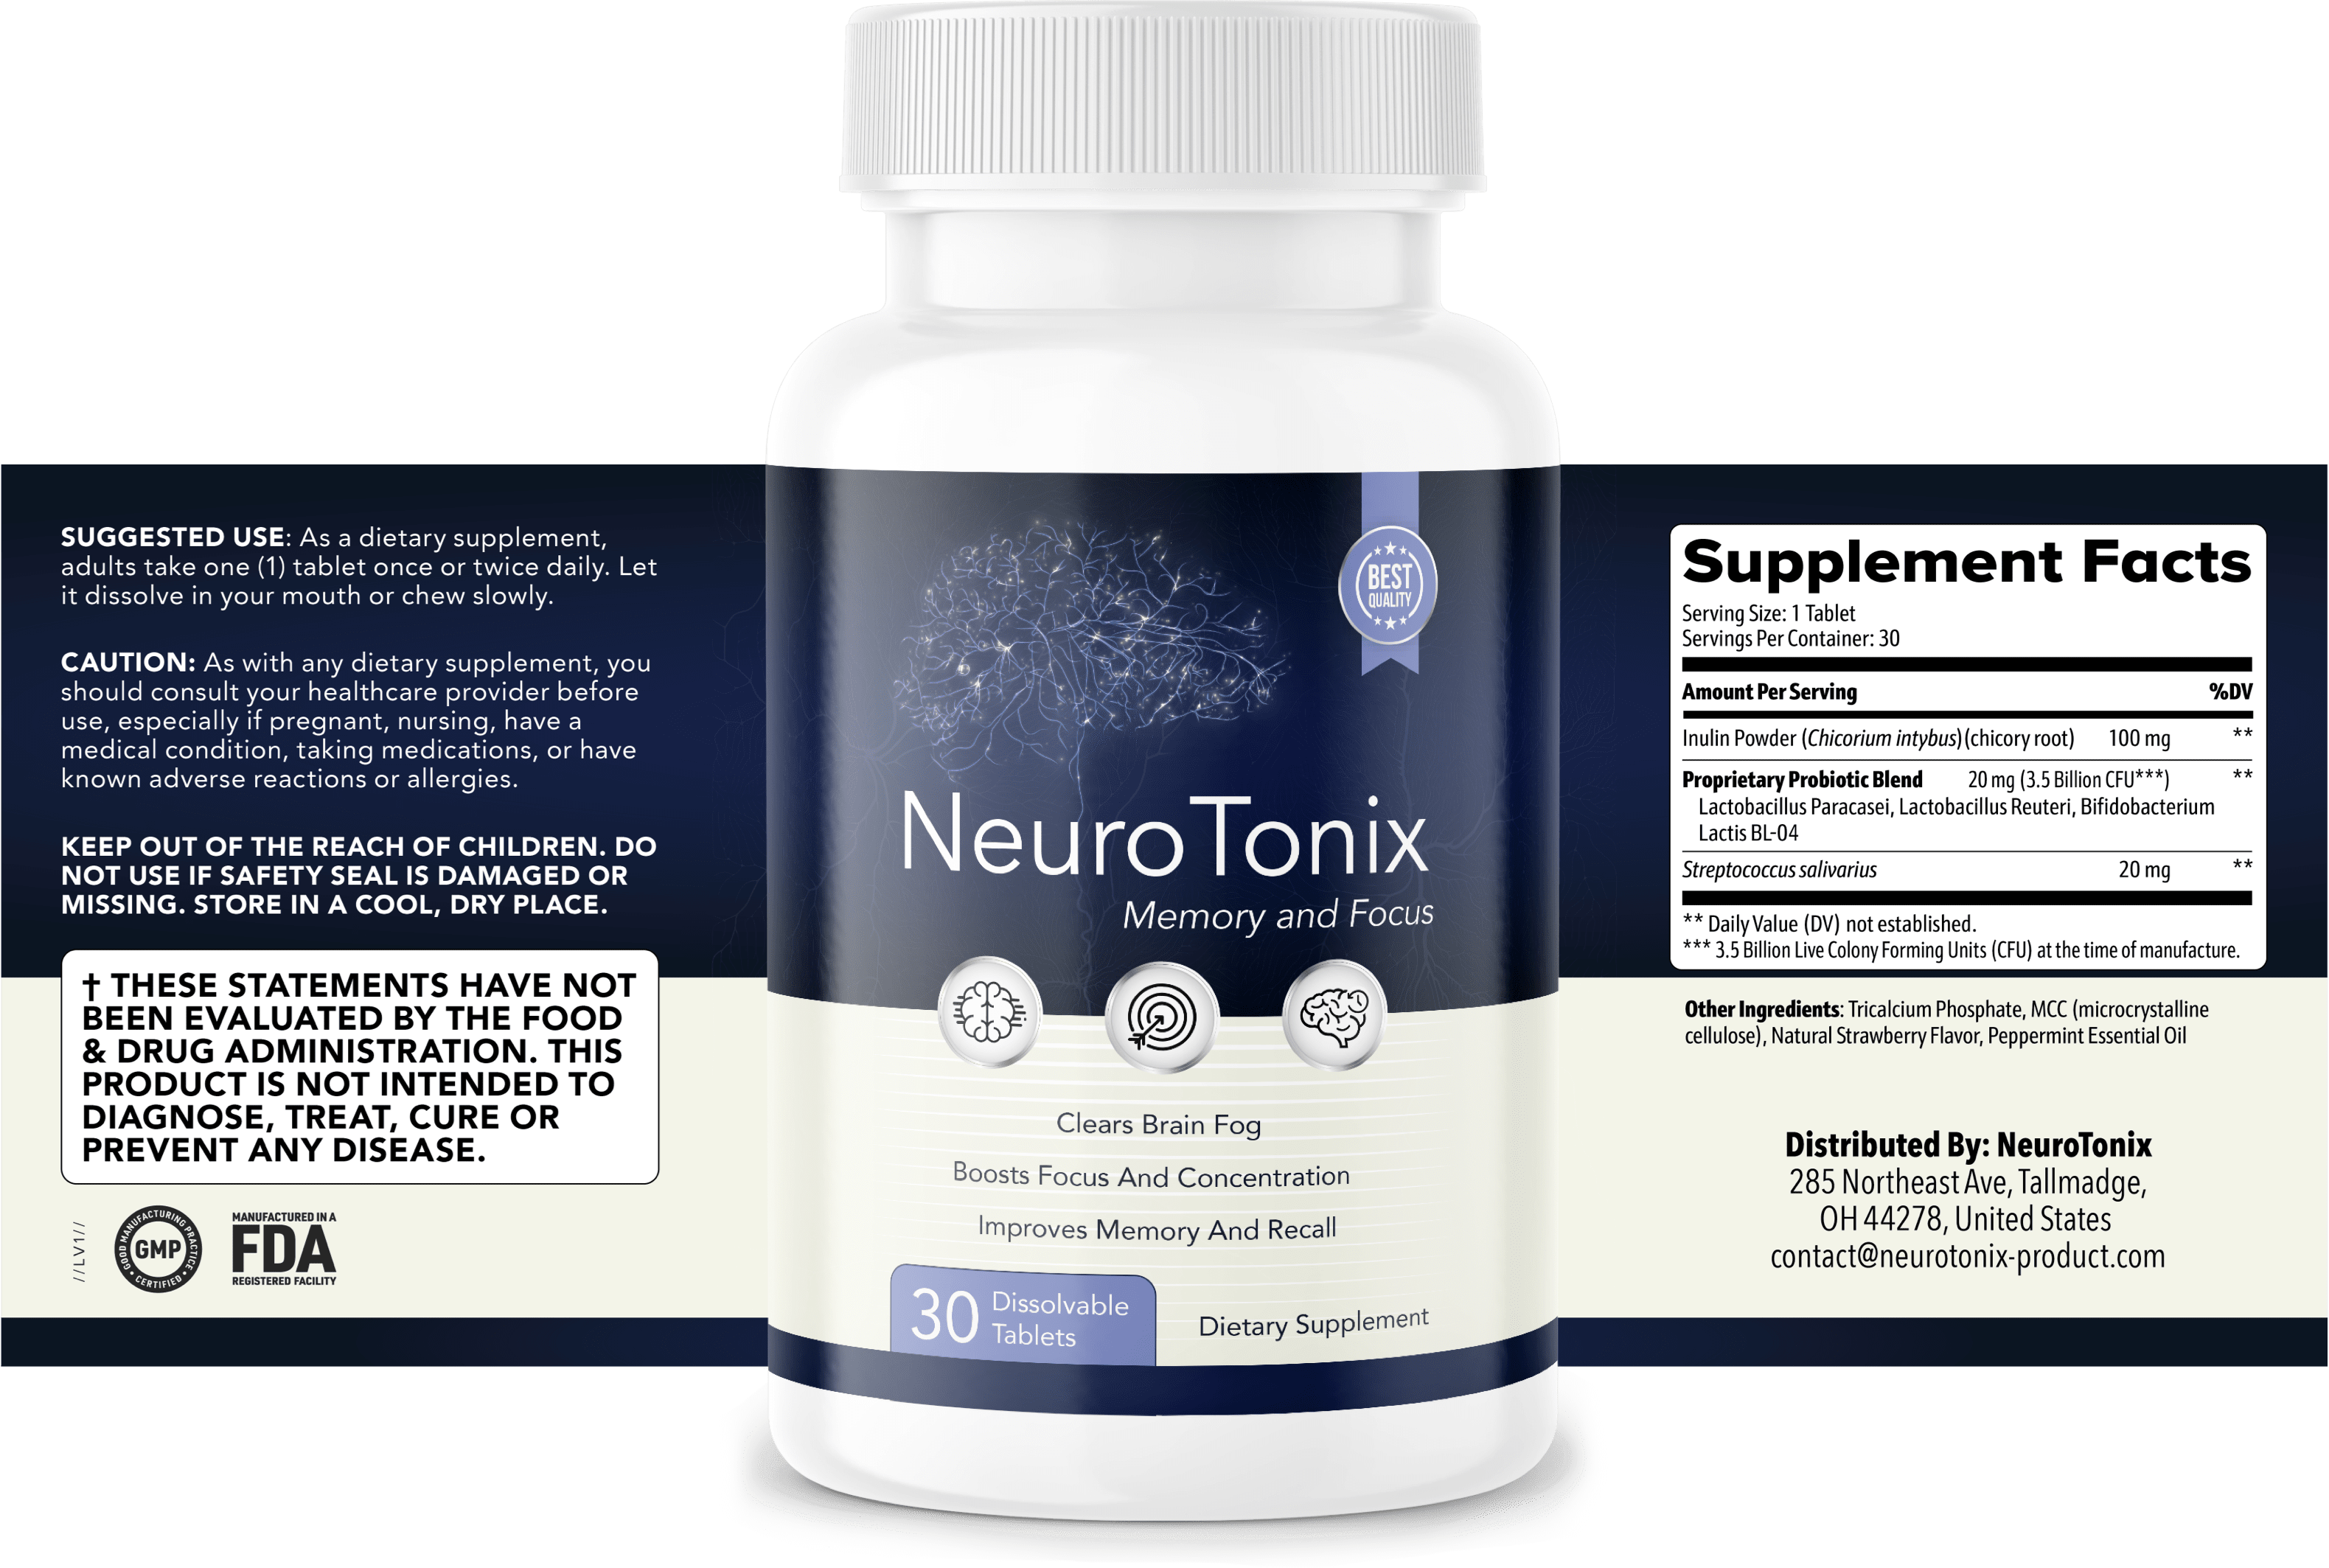 SUGGESTED USE: As a dietary supplement,
adults take one (1) tablet once or twice daily. Let
it dissolve in your mouth or chew slowly.
CAUTION: As with any dietary supplement, you
should consult your healthcare provider before
use, especially if pregnant, nursing, have a
medical condition, taking medications, or have
known adverse reactions or allergies.
KEEP OUT OF THE REACH OF CHILDREN. DO
NOT USE IF SAFETY SEAL IS DAMAGED OR
MISSING. STORE IN A COOL, DRY PLACE.
† THESE STATEMENTS HAVE NOT
BEEN EVALUATED BY THE FOOD
& DRUG ADMINISTRATION. THIS
PRODUCT IS NOT INTENDED TO
DIAGNOSE, TREAT, CURE OR
PREVENT ANY DISEASE.
//LV1//
GOOD MANUFACTURING PRACTICE
GMP
CERTIFIED
MANUFACTURED IN A
FDA
REGISTERED FACILITY
BEST
QUALITY
NeuroTonix
Memory and Focus
Clears Brain Fog
Boosts Focus And Concentration
Improves Memory And Recall
30 Dissolvable
Tablets
Dietary Supplement
Supplement Facts
Serving Size: 1 Tablet
Servings Per Container: 30
Amount Per Serving %DV
Inulin Powder (Chicorium intybus)(chicory root) 100 mg **
Proprietary Probiotic Blend 20 mg (3.5 Billion CFU***) **
Lactobacillus Paracasei, Lactobacillus Reuteri, Bifidobacterium
Lactis BL-04
Streptococcus salivarius 20 mg **
** Daily Value (DV) not established.
*** 3.5 Billion Live Colony Forming Units (CFU) at the time of manufacture.
Other Ingredients: Tricalcium Phosphate, MCC (microcrystalline
cellulose), Natural Strawberry Flavor, Peppermint Essential Oil
Distributed By: NeuroTonix
285 Northeast Ave, Tallmadge,
OH 44278, United States
contact@neurotonix-product.com